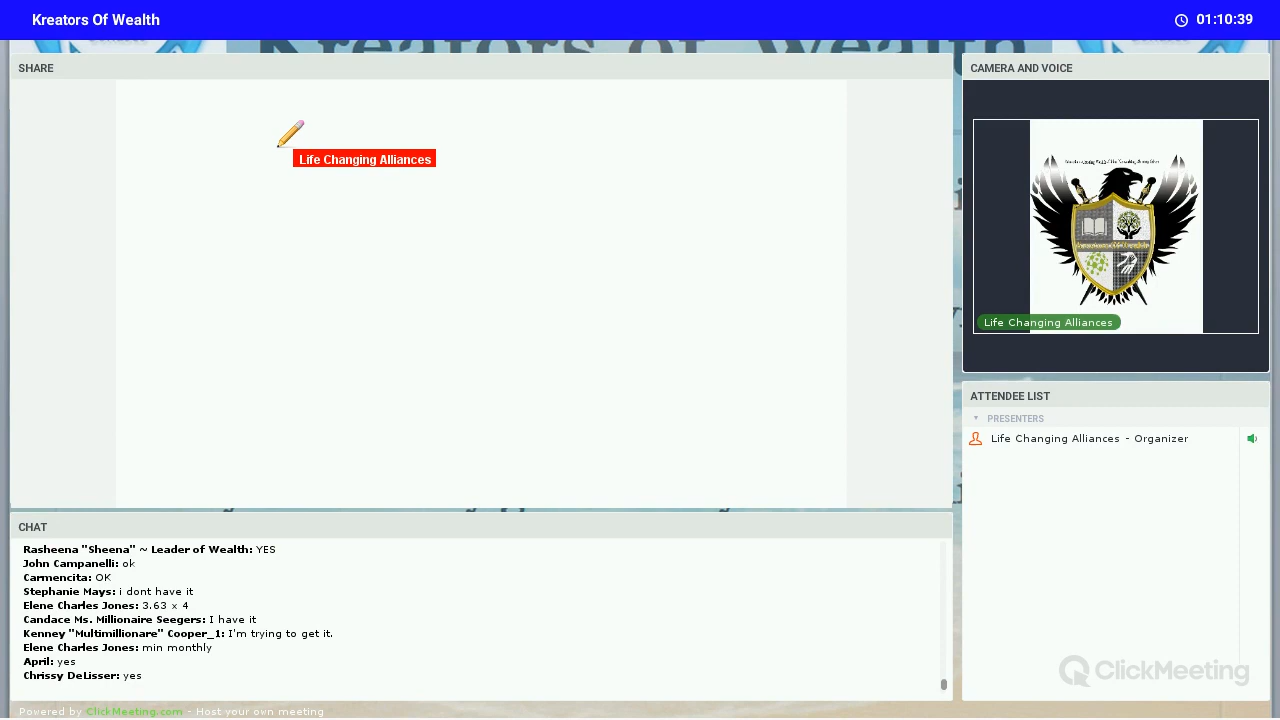 Kreators Of Wealth
01:10:39
Kreators of Wealth
SHARE
Life Changing Alliances
CAMERA AND VOICE
Life Changing Alliances
ATTENDEE LIST
PRESENTERS
Life Changing Alliances - Organizer
CHAT
Rasheena "Sheena" ~ Leader of Wealth: YES
John Campanelli: ok
Carmencita: OK
Stephanie Mays: i dont have it
Elene Charles Jones: 3.63 x 4
Candace Ms. Millionaire Seegers: I have it
Kenney "Multimillionare" Cooper_1: I'm trying to get it.
Elene Charles Jones: min monthly
April: yes
Chrissy DeLisser: yes
ClickMeeting
Powered by ClickMeeting.com - Host your own meeting